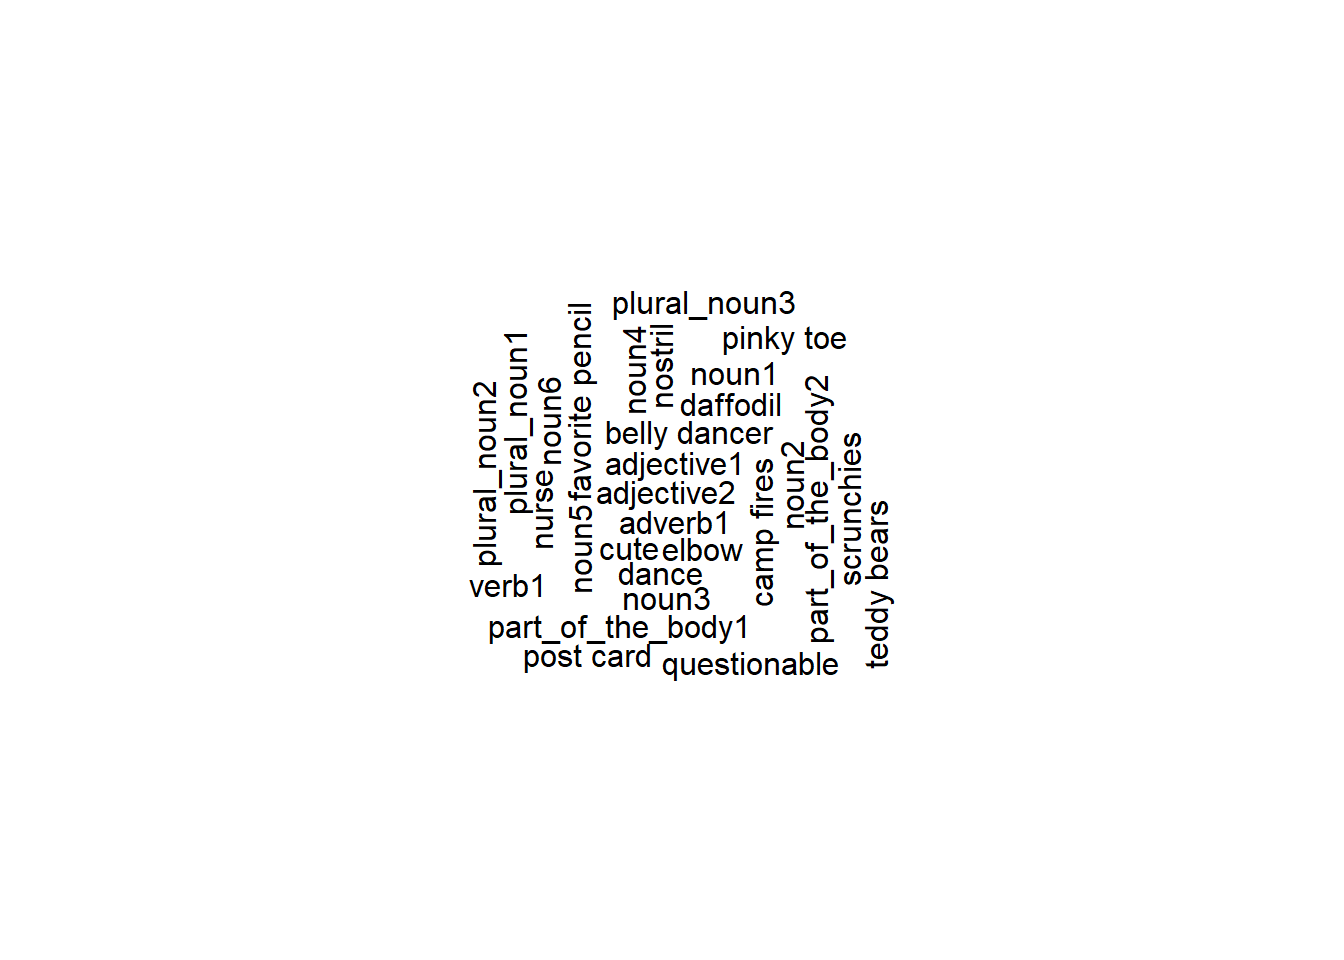 plural_noun3
pinky toe
noun4
nostril
noun1
daffodil
belly dancer
adjective1
adjective2
adverb1
cute
elbow
dance
noun3
part_of_the_body1
post card
questionable
plural_noun2
plural_noun1
noun6
nurse
favorite pencil
noun5
verb1
camp fires
noun2
part_of_the_body2
scrunchies
teddy bears